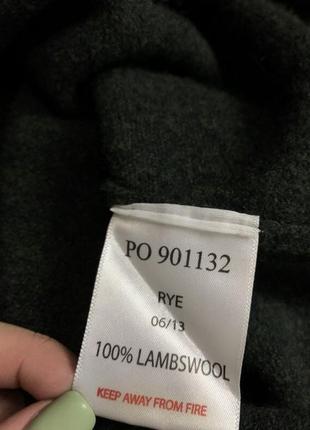 PO 901132
RYE
06/13
100% LAMBSWOOL
KEEP AWAY FROM FIRE